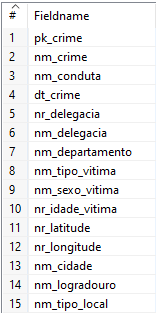 # Fieldname
1 pk_crime
2 nm_crime
3 nm_conduta
4 dt_crime
5 nr_delegacia
6 nm_delegacia
7 nm_departamento
8 nm_tipo_vitima
9 nm_sexo_vitima
10 nr_idade_vitima
11 nr_latitude
12 nr_longitude
13 nm_cidade
14 nm_logradouro
15 nm_tipo_local